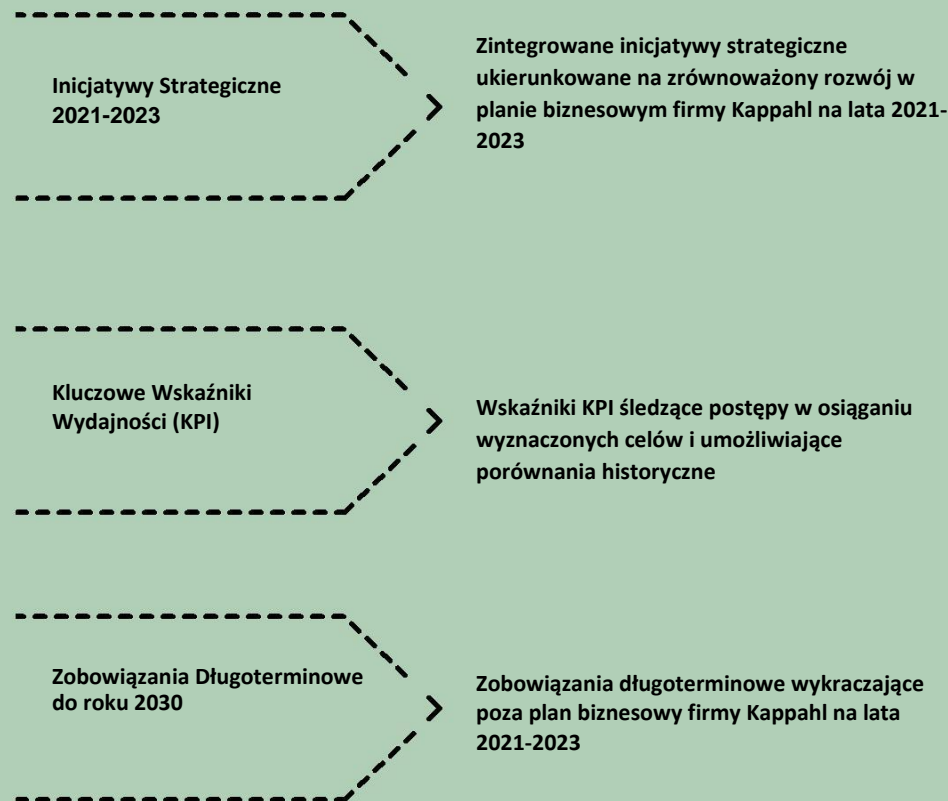 Inicjatywy Strategiczne
2021-2023
Zintegrowane inicjatywy strategiczne
ukierunkowane na zrównoważony rozwój w
planie biznesowym firmy Kappahl na lata 2021-
2023
Kluczowe Wskaźniki
Wydajności (KPI)
Wskaźniki KPI śledzące postępy w osiąganiu
wyznaczonych celów i umożliwiające
porównania historyczne
Zobowiązania Długoterminowe
do roku 2030
Zobowiązania długoterminowe wykraczające
poza plan biznesowy firmy Kappahl na lata
2021-2023